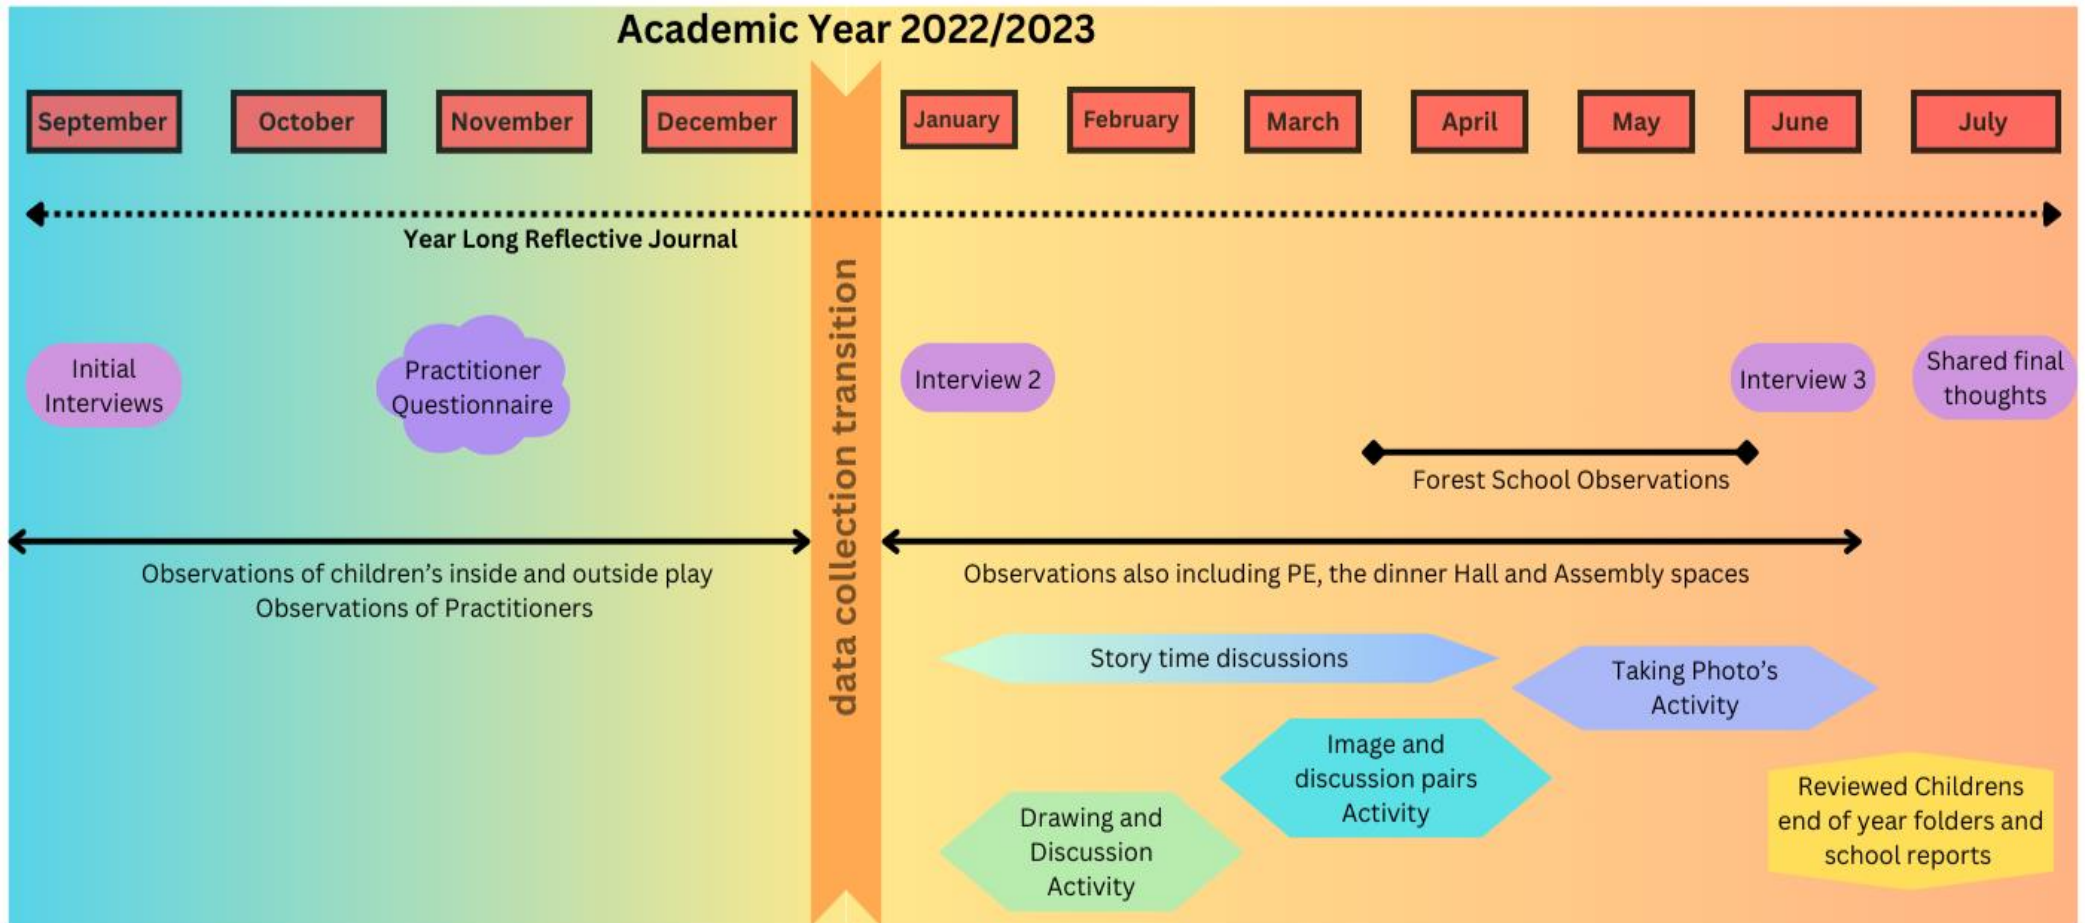 Academic Year 2022/2023
September
October
November
December
January
February
March
April
May
June
July
Year Long Reflective Journal
data collection transition
Initial
Interviews
Practitioner
Questionnaire
Interview 2
Interview 3
Shared final
thoughts
Forest School Observations
Observations of children's inside and outside play
Observations of Practitioners
Observations also including PE, the dinner Hall and Assembly spaces
Story time discussions
Taking Photo's
Activity
Image and
discussion pairs
Activity
Drawing and
Discussion
Activity
Reviewed Childrens
end of year folders and
school reports